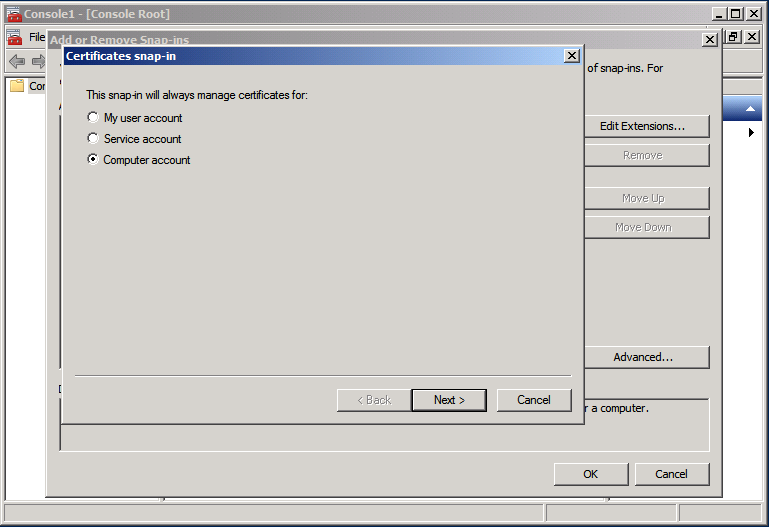 Console1 - [Console Root]
File
Add or Remove Snap-ins
Certificates snap-in
of snap-ins. For
This snap-in will always manage certificates for:
My user account
Service account
Computer account
Edit Extensions...
Remove
Move Up
Move Down
Advanced...
< Back
Next >
Cancel
r a computer.
OK
Cancel